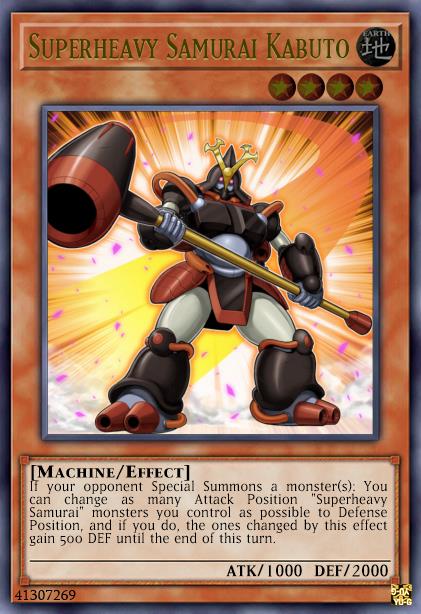 Superheavy Samurai Kabuto
EARTH
地
[Machine/Effect]
If your opponent Special Summons a monster(s): You
can change as many Attack Position "Superheavy
Samurai" monsters you control as possible to Defense
Position, and if you do, the ones changed by this effect
gain 500 DEF until the end of this turn.
ATK/1000 DEF/2000
41307269